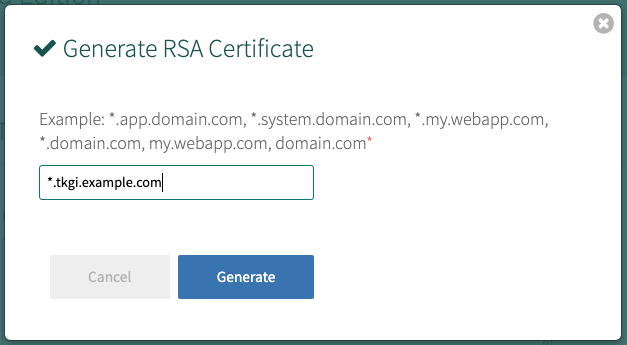 Generate RSA Certificate
Example: *.app.domain.com, *.system.domain.com, *.my.webapp.com,
*.domain.com, my.webapp.com, domain.com*
*.tkgi.example.com
Cancel
Generate